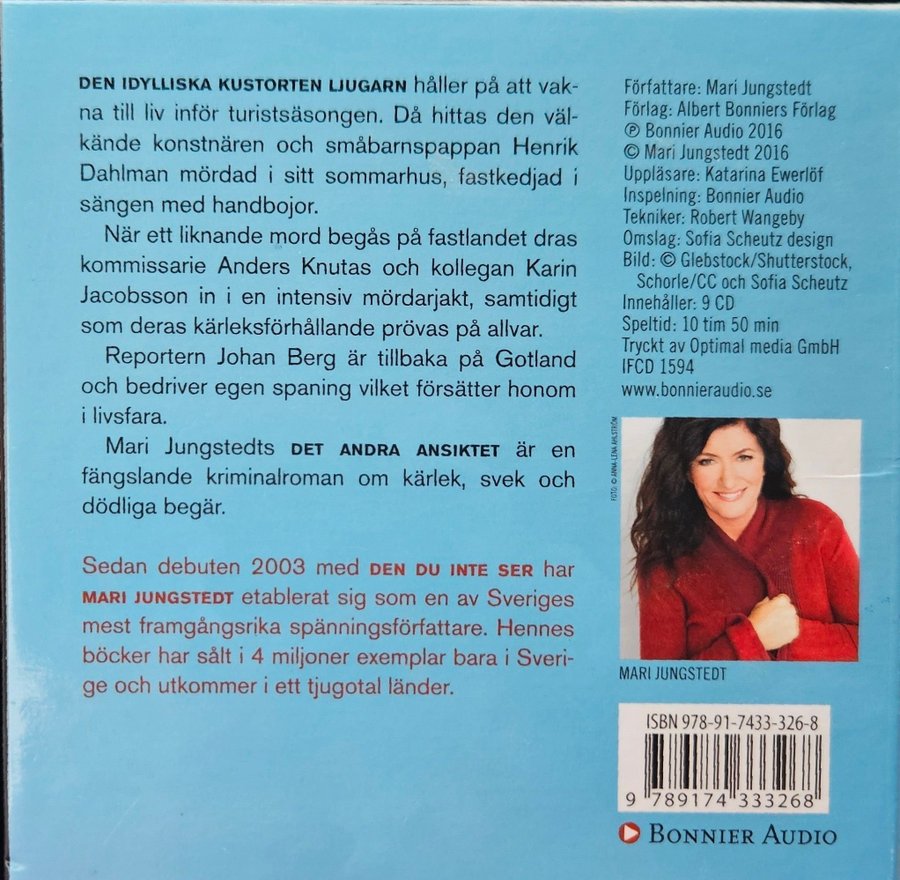 DEN IDYLLISKA KUSTORTEN LJUGARN håller på att vak-
na till liv inför turistsäsongen. Då hittas den väl-
kände konstnären och småbarnspappan Henrik
Dahlman mördad i sitt sommarhus, fastkedjad i
sängen med handbojor.
När ett liknande mord begås på fastlandet dras
kommissarie Anders Knutas och kollegan Karin
Jacobsson in i en intensiv mördarjakt, samtidigt
som deras kärleksförhållande prövas på allvar.
Reportern Johan Berg är tillbaka på Gotland
och bedriver egen spaning vilket försätter honom
i livsfara.
Mari Jungstedts DET ANDRA ANSIKTET är en
fängslande kriminalroman om kärlek, svek och
dödliga begär.
Sedan debuten 2003 med DEN DU INTE SER har
MARI JUNGSTEDT etablerat sig som en av Sveriges
mest framgångsrika spänningsförfattare. Hennes
böcker har sålt i 4 miljoner exemplar bara i Sveri-
ge och utkommer i ett tjugotal länder.
Författare: Mari Jungstedt
Förlag: Albert Bonniers Förlag
℗ Bonnier Audio 2016
© Mari Jungstedt 2016
Uppläsare: Katarina Ewerlöf
Inspelning: Bonnier Audio
Tekniker: Robert Wangeby
Omslag: Sofia Scheutz design
Bild: © Glebstock/Shutterstock,
Schorle/CC och Sofia Scheutz
Innehåller: 9 CD
Speltid: 10 tim 50 min
Tryckt av Optimal media GmbH
IFCD 1594
www.bonnieraudio.se
FOTO: © ANNA-LENA AHLSTRÖM
MARI JUNGSTEDT
ISBN 978-91-7433-326-8
9 789174 333268
BONNIER AUDIO